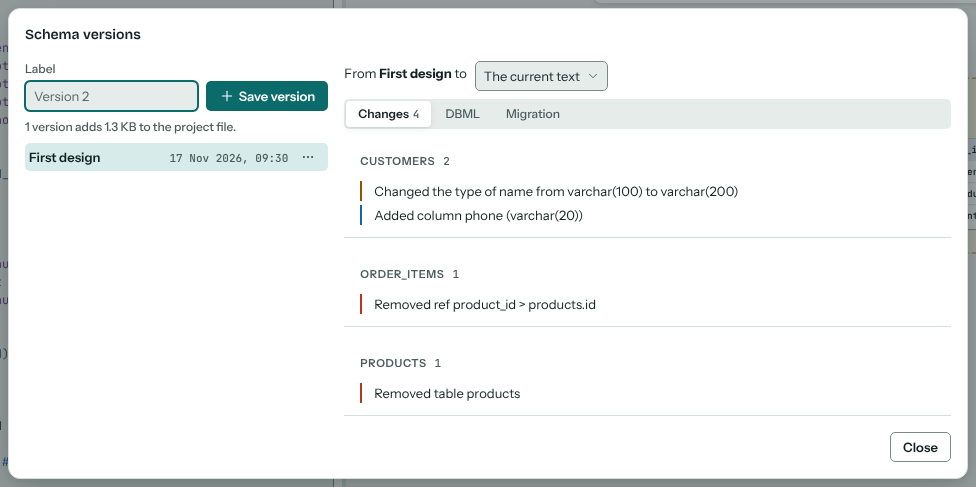 Schema versions
Label
Version 2
+ Save version
1 version adds 1.3 KB to the project file.
First design 17 Nov 2026, 09:30 ···
From First design to The current text
Changes 4 DBML Migration
CUSTOMERS 2
Changed the type of name from varchar(100) to varchar(200)
Added column phone (varchar(20))
ORDER_ITEMS 1
Removed ref product_id > products.id
PRODUCTS 1
Removed table products
Close